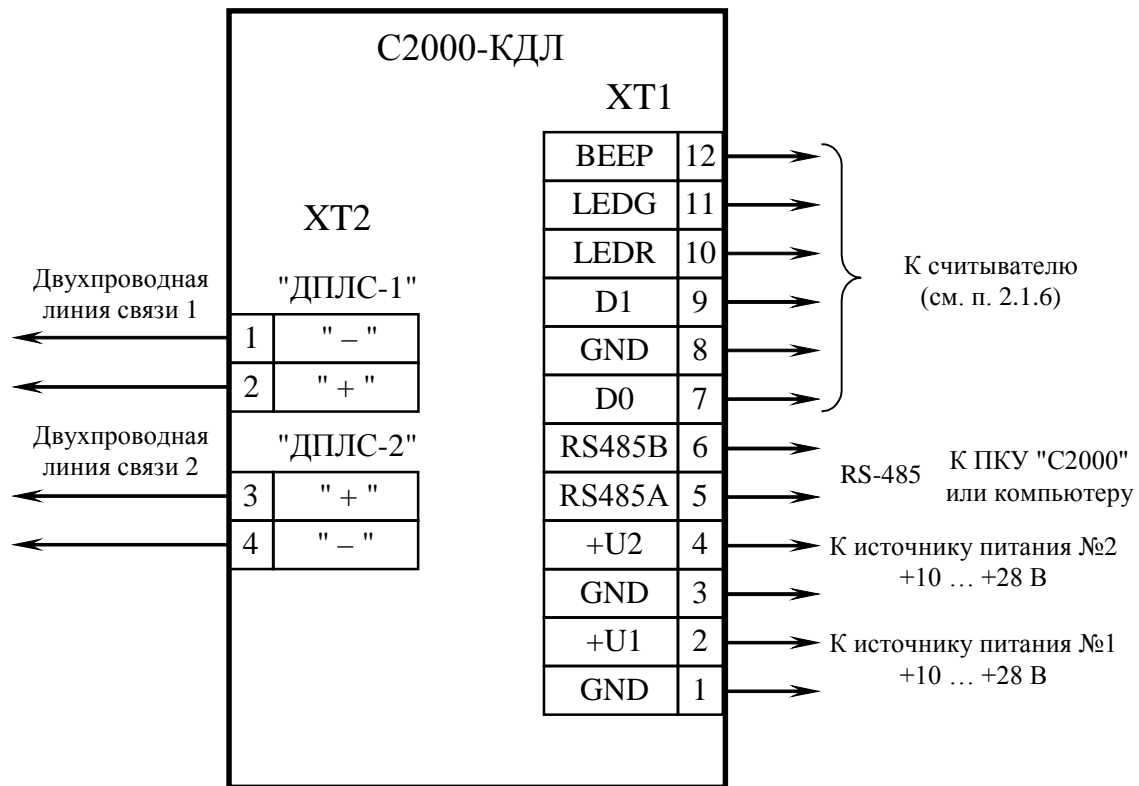 С2000-КДЛ
XT1
BEEP 12
LEDG 11
LEDR 10
D1 9
GND 8
D0 7
RS485B 6
RS485A 5
+U2 4
GND 3
+U1 2
GND 1
XT2
"ДПЛС-1"
1 " – "
2 " + "
"ДПЛС-2"
3 " + "
4 " – "
Двухпроводная
линия связи 1
Двухпроводная
линия связи 2
К считывателю
(см. п. 2.1.6)
RS-485
К ПКУ "С2000"
или компьютеру
К источнику питания №2
+10 … +28 В
К источнику питания №1
+10 … +28 В